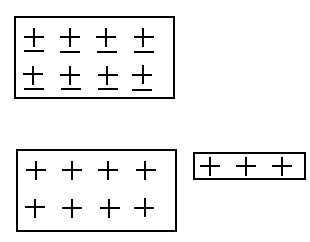 ± ± ± ±
± ± ± ±
+ + + + + + +
+ + + +